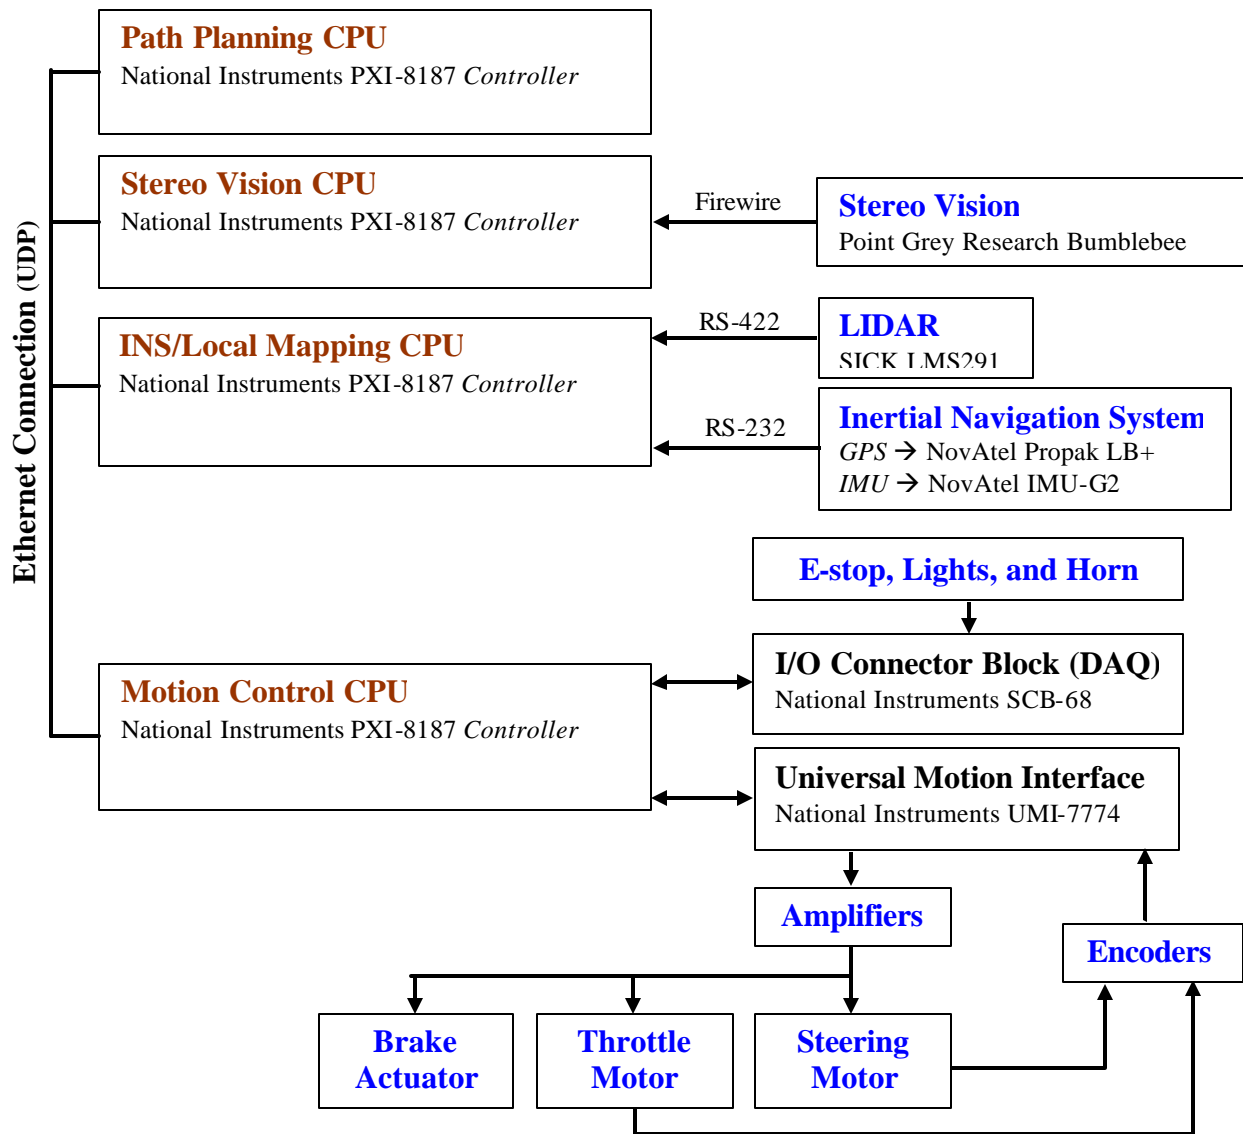 Path Planning CPU
National Instruments PXI-8187 Controller
Stereo Vision CPU
National Instruments PXI-8187 Controller
Firewire
Stereo Vision
Point Grey Research Bumblebee
Ethernet Connection (UDP)
INS/Local Mapping CPU
National Instruments PXI-8187 Controller
RS-422
LIDAR
SICK LMS291
RS-232
Inertial Navigation System
GPS → NovAtel Propak LB+
IMU → NovAtel IMU-G2
E-stop, Lights, and Horn
Motion Control CPU
National Instruments PXI-8187 Controller
I/O Connector Block (DAQ)
National Instruments SCB-68
Universal Motion Interface
National Instruments UMI-7774
Amplifiers
Encoders
Brake
Actuator
Throttle
Motor
Steering
Motor